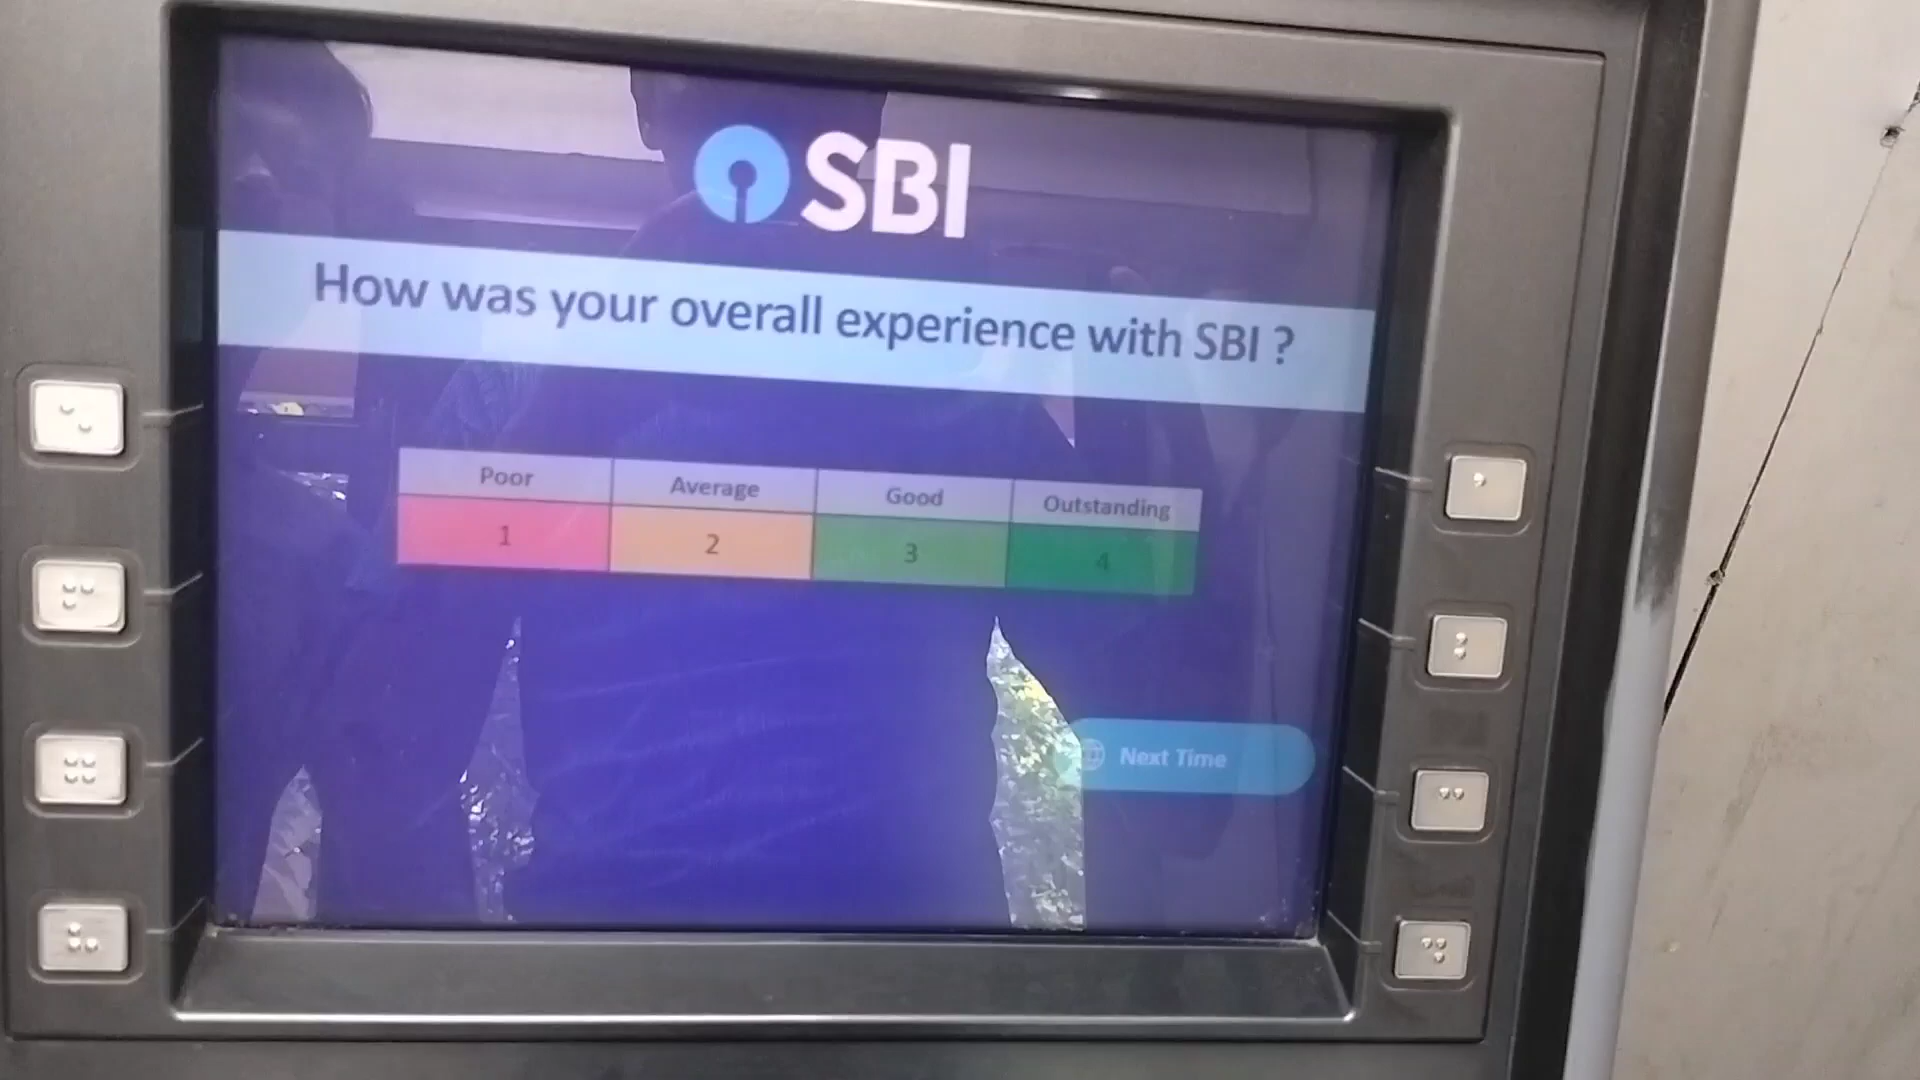 SBI
How was your overall experience with SBI ?
Poor Average Good Outstanding
1 2 3 4
Next Time